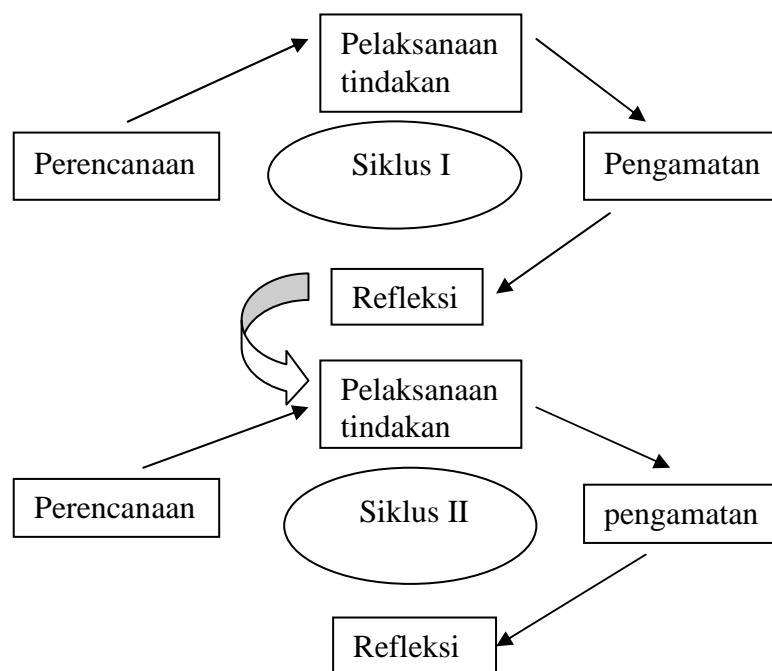 Pelaksanaan
tindakan
Perencanaan
Siklus I
Pengamatan
Refleksi
Pelaksanaan
tindakan
Perencanaan
Siklus II
pengamatan
Refleksi